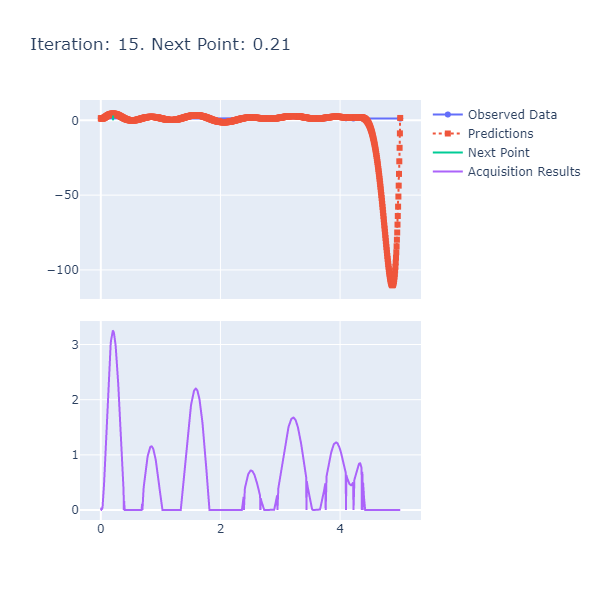 Iteration: 15. Next Point: 0.21
Observed Data
Predictions
Next Point
Acquisition Results
0
−50
−100
3
2
1
0
0 2 4